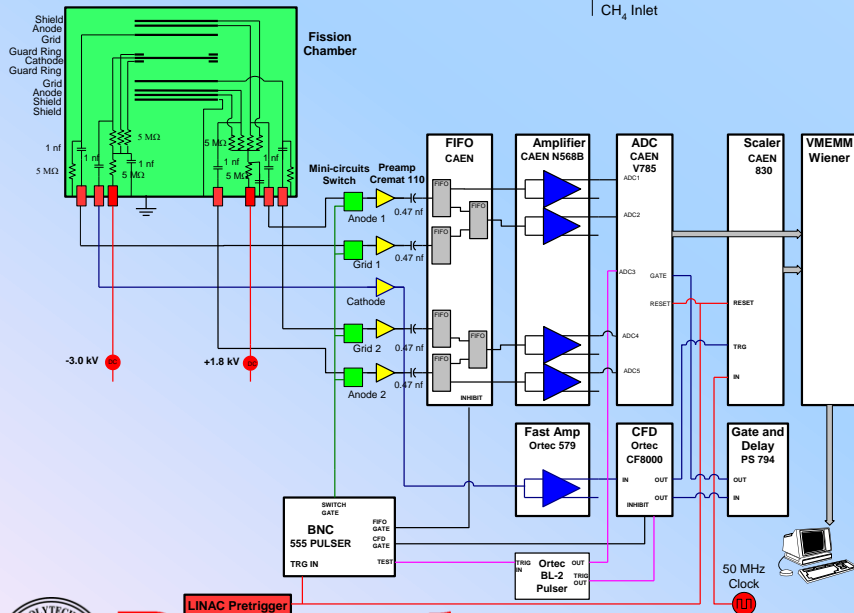 CH4 Inlet
Shield
Anode
Grid
Guard Ring
Cathode
Guard Ring
Grid
Anode
Shield
Shield
Fission
Chamber
1 nf
5 MΩ
5 MΩ
1 nf
1 nf
5 MΩ
5 MΩ
1 nf
5 MΩ
1 nf
-3.0 kV
+1.8 kV
Mini-circuits
Switch
Preamp
Cremat 110
Anode 1
0.47 nf
Grid 1
0.47 nf
Cathode
Grid 2
0.47 nf
Anode 2
0.47 nf
FIFO
CAEN
FIFO
FIFO
FIFO
FIFO
FIFO
FIFO
INHIBIT
Amplifier
CAEN N568B
ADC
CAEN
V785
ADC1
ADC2
ADC3
GATE
RESET
ADC4
ADC5
Scaler
CAEN
830
RESET
TRG
IN
VMEMM
Wiener
Fast Amp
Ortec 579
CFD
Ortec
CF8000
IN
OUT
OUT
INHIBIT
Gate and
Delay
PS 794
OUT
IN
SWITCH
GATE
BNC
555 PULSER
FIFO
GATE
CFD
GATE
TRG IN
TEST
TRIG
IN
Ortec
BL-2
Pulser
OUT
TRIG
OUT
50 MHz
Clock
LINAC Pretrigger